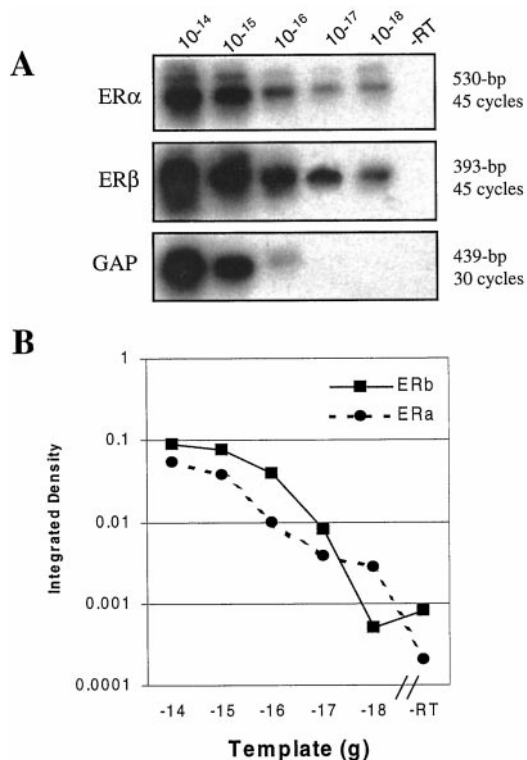 A
10-14 10-15 10-16 10-17 10-18 -RT
ERα
530-bp
45 cycles
ERβ
393-bp
45 cycles
GAP
439-bp
30 cycles
B
1
0.1
0.01
0.001
0.0001
Integrated Density
ERb
ERa
-14 -15 -16 -17 -18 -RT
Template (g)